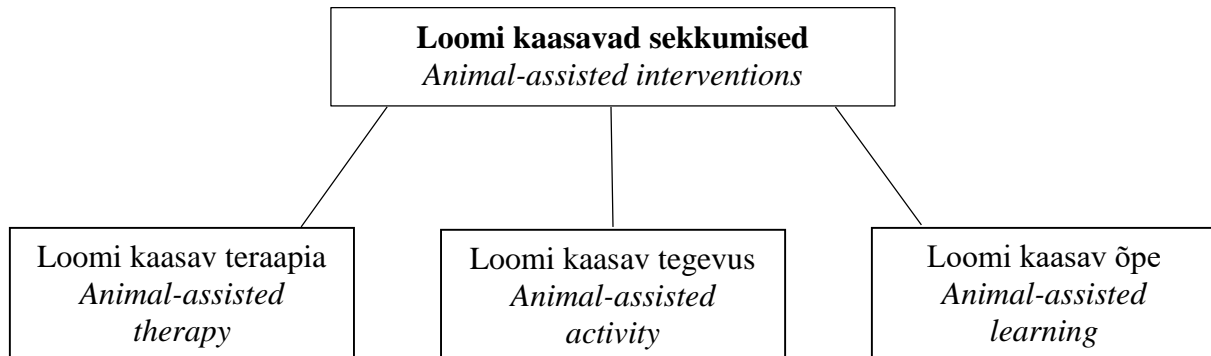 Loomi kaasavad sekkumised
Animal-assisted interventions
Loomi kaasav teraapia
Animal-assisted
therapy
Loomi kaasav tegevus
Animal-assisted
activity
Loomi kaasav õpe
Animal-assisted
learning